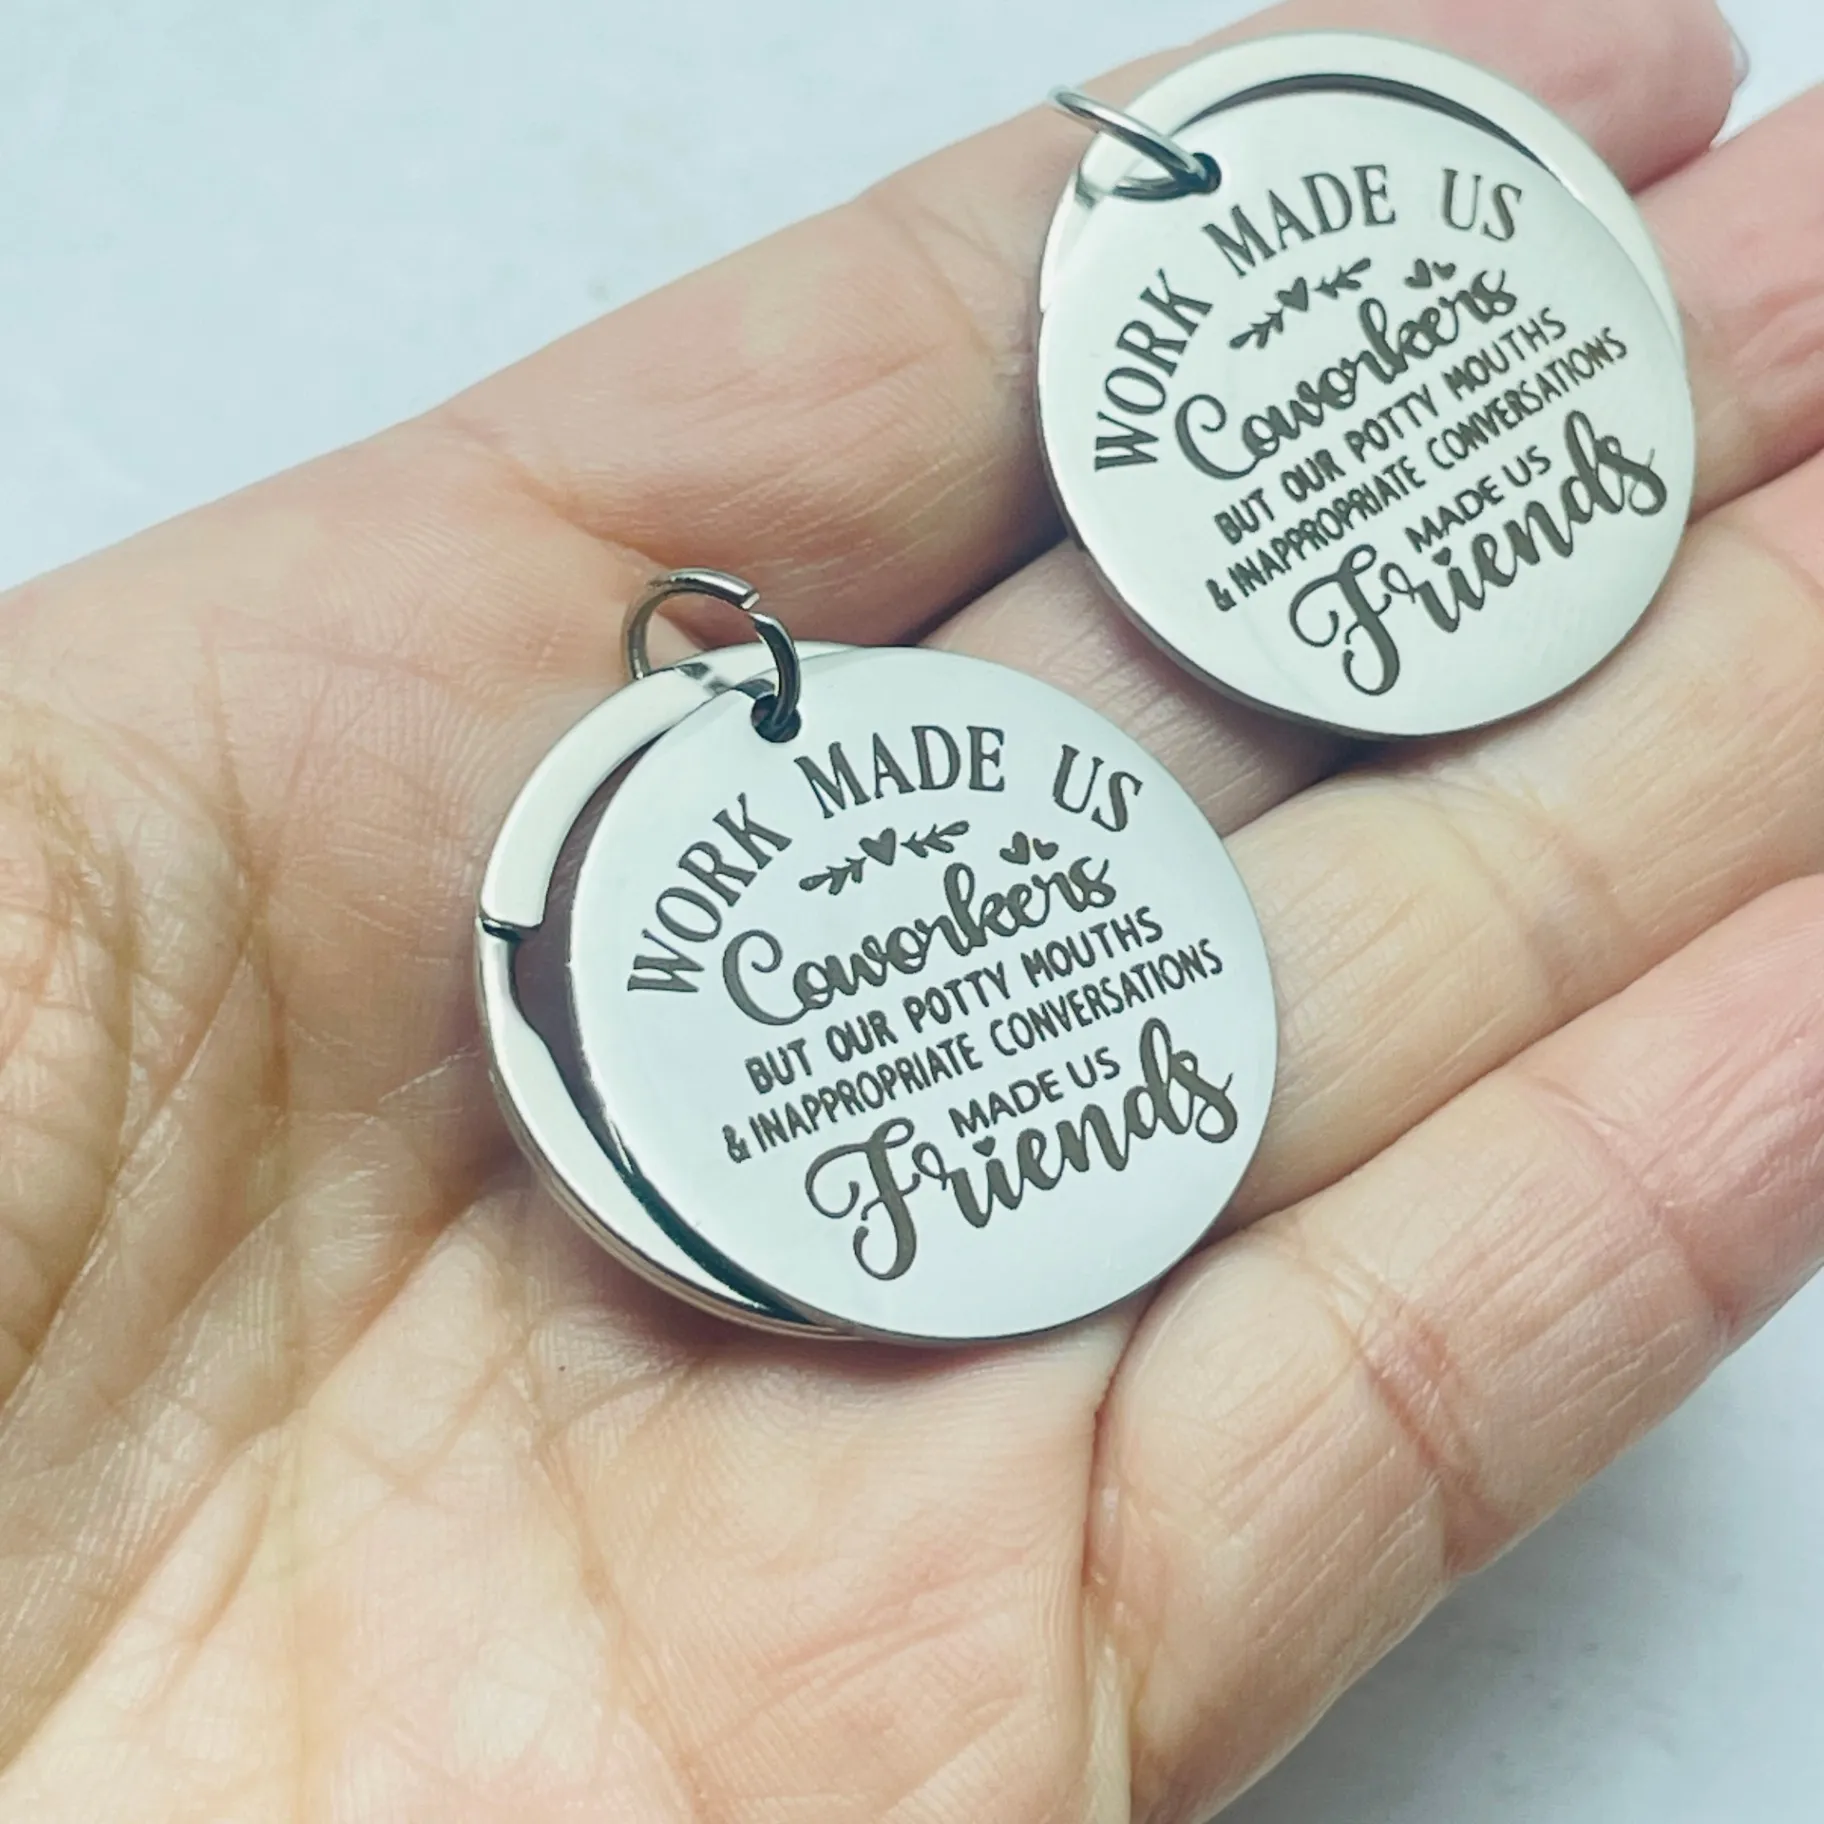 WORK MADE US
Coworkers
BUT OUR POTTY MOUTHS
& INAPPROPRIATE CONVERSATIONS
MADE US
Friends
WORK MADE US
Coworkers
BUT OUR POTTY MOUTHS
& INAPPROPRIATE CONVERSATIONS
MADE US
Friends